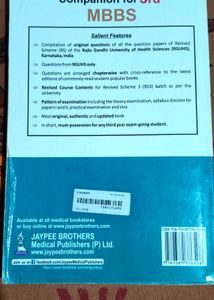 Companion for 3rd
MBBS
Salient Features
Compilation of original questions of all the question papers of Revised
Scheme (RS) of the Rajiv Gandhi University of Health Sciences (RGUHS),
Karnataka, India
Questions from RGUHS only
Questions are arranged chapterwise with cross-reference to the latest
editions of commonly read student popular books
Revised Course Contents for Revised Scheme 3 (RS3) batch as per the
university
Pattern of examination including the theory examination, syllabus division for
papers I and II, practical examination and viva
Most original, authentic and updated book
In short, must-possession for any third year exam-going student.
Available at all medical bookstores
or buy online at www.jaypeebrothers.com
JAYPEE BROTHERS
Medical Publishers (P) Ltd.
www.jaypeebrothers.com
Join us on facebook.com/JaypeeMedicalPublishers